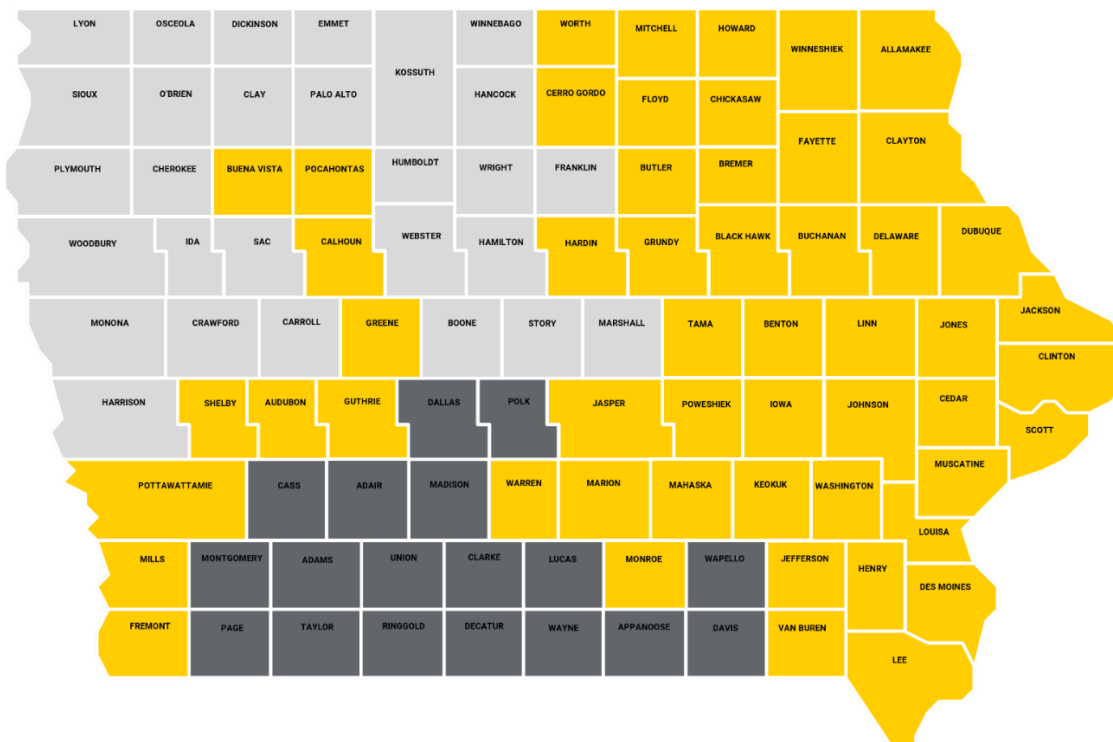 LYON
OSCEOLA
DICKINSON
EMMET
WINNEBAGO
WORTH
MITCHELL
HOWARD
WINNESHIEK
ALLAMAKEE
KOSSUTH
SIOUX
O'BRIEN
CLAY
PALO ALTO
HANCOCK
CERRO GORDO
FLOYD
CHICKASAW
FAYETTE
CLAYTON
PLYMOUTH
CHEROKEE
BUENA VISTA
POCAHONTAS
HUMBOLDT
WRIGHT
FRANKLIN
BUTLER
BREMER
WOODBURY
IDA
SAC
CALHOUN
WEBSTER
HAMILTON
HARDIN
GRUNDY
BLACK HAWK
BUCHANAN
DELAWARE
DUBUQUE
MONONA
CRAWFORD
CARROLL
GREENE
BOONE
STORY
MARSHALL
TAMA
BENTON
LINN
JONES
JACKSON
CLINTON
HARRISON
SHELBY
AUDUBON
GUTHRIE
DALLAS
POLK
JASPER
POWESHIEK
IOWA
JOHNSON
CEDAR
SCOTT
MUSCATINE
POTTAWATTAMIE
CASS
ADAIR
MADISON
WARREN
MARION
MAHASKA
KEOKUK
WASHINGTON
LOUISA
MILLS
MONTGOMERY
ADAMS
UNION
CLARKE
LUCAS
MONROE
WAPELLO
JEFFERSON
HENRY
DES MOINES
FREMONT
PAGE
TAYLOR
RINGGOLD
DECATUR
WAYNE
APPANOOSE
DAVIS
VAN BUREN
LEE